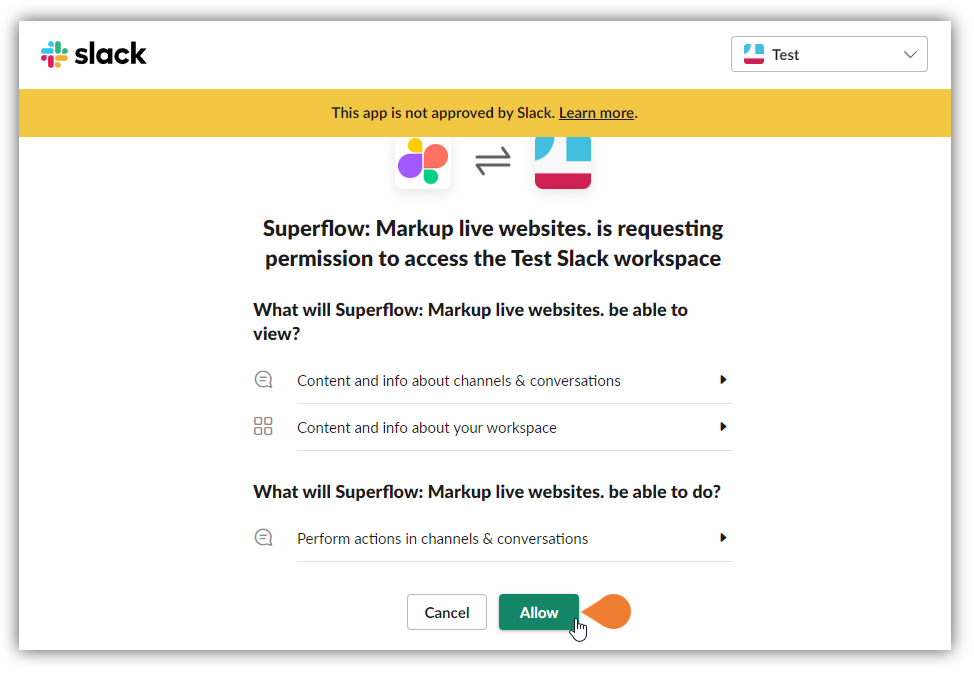 slack
Test
This app is not approved by Slack. Learn more.
Superflow: Markup live websites. is requesting
permission to access the Test Slack workspace
What will Superflow: Markup live websites. be able to
view?
Content and info about channels & conversations
Content and info about your workspace
What will Superflow: Markup live websites. be able to do?
Perform actions in channels & conversations
Cancel
Allow